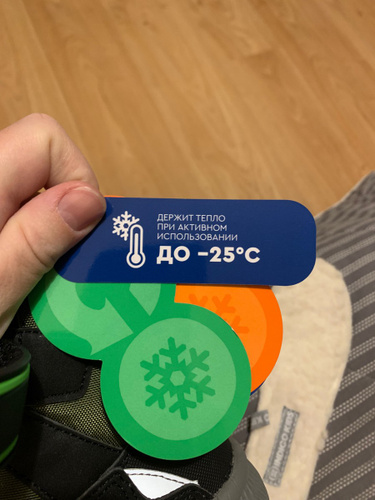 ДЕРЖИТ ТЕПЛО
ПРИ АКТИВНОМ
ИСПОЛЬЗОВАНИИ
ДО −25°C